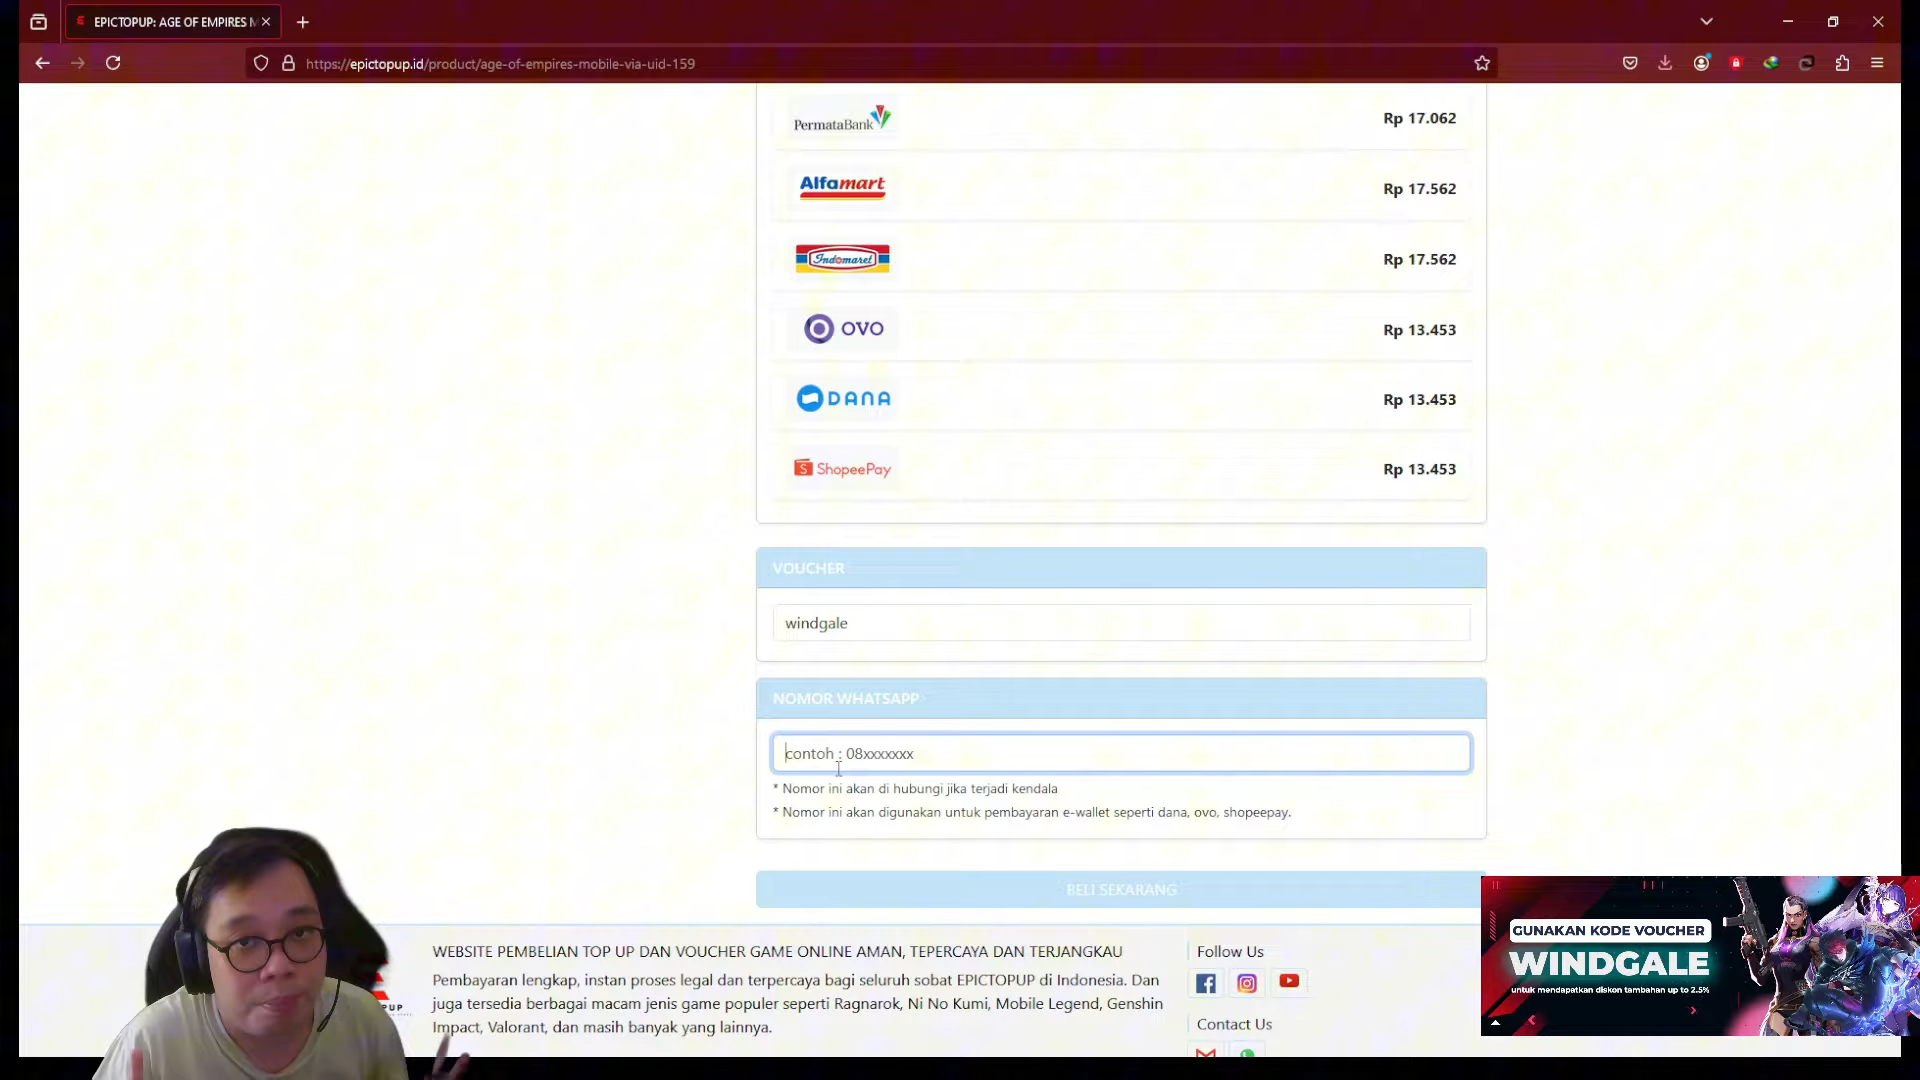 EPICTOPUP: AGE OF EMPIRES M
https://epictopup.id/product/age-of-empires-mobile-via-uid-159
PermataBank
Rp 17.062
Alfamart
Rp 17.562
Indomaret
Rp 17.562
OVO
Rp 13.453
DANA
Rp 13.453
ShopeePay
Rp 13.453
VOUCHER
windgale
NOMOR WHATSAPP
contoh : 08xxxxxxx
* Nomor ini akan di hubungi jika terjadi kendala
* Nomor ini akan digunakan untuk pembayaran e-wallet seperti dana, ovo, shopeepay.
BELI SEKARANG
WEBSITE PEMBELIAN TOP UP DAN VOUCHER GAME ONLINE AMAN, TEPERCAYA DAN TERJANGKAU
Pembayaran lengkap, instan proses legal dan terpercaya bagi seluruh sobat EPICTOPUP di Indonesia. Dan
juga tersedia berbagai macam jenis game populer seperti Ragnarok, Ni No Kumi, Mobile Legend, Genshin
Impact, Valorant, dan masih banyak yang lainnya.
Follow Us
Contact Us
GUNAKAN KODE VOUCHER
WINDGALE
untuk mendapatkan diskon tambahan up to 2.5%